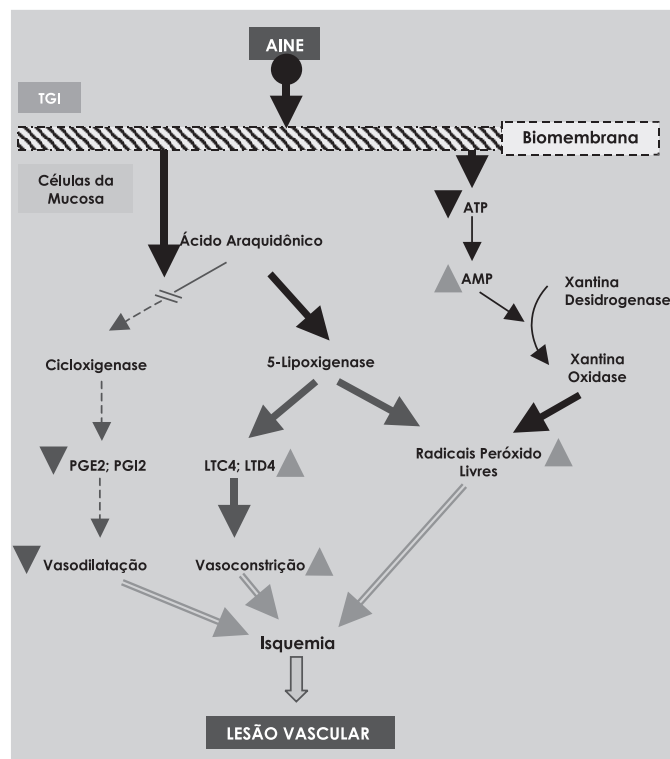 AINE
TGI
Biomembrana
Células da
Mucosa
ATP
Ácido Araquidônico
AMP
Xantina
Desidrogenase
Cicloxigenase
5-Lipoxigenase
Xantina
Oxidase
PGE2; PGI2
LTC4; LTD4
Radicais Peróxido
Livres
Vasodilatação
Vasoconstrição
Isquemia
LESÃO VASCULAR